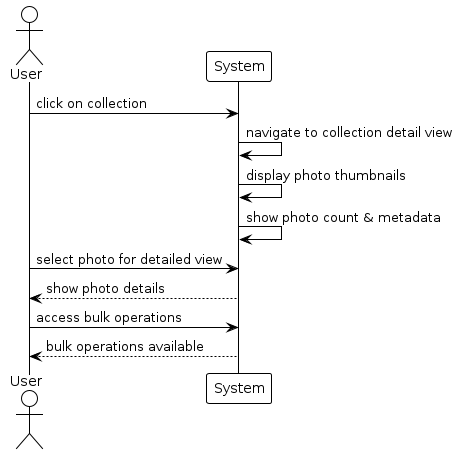 User
System
click on collection
navigate to collection detail view
display photo thumbnails
show photo count & metadata
select photo for detailed view
show photo details
access bulk operations
bulk operations available
User
System